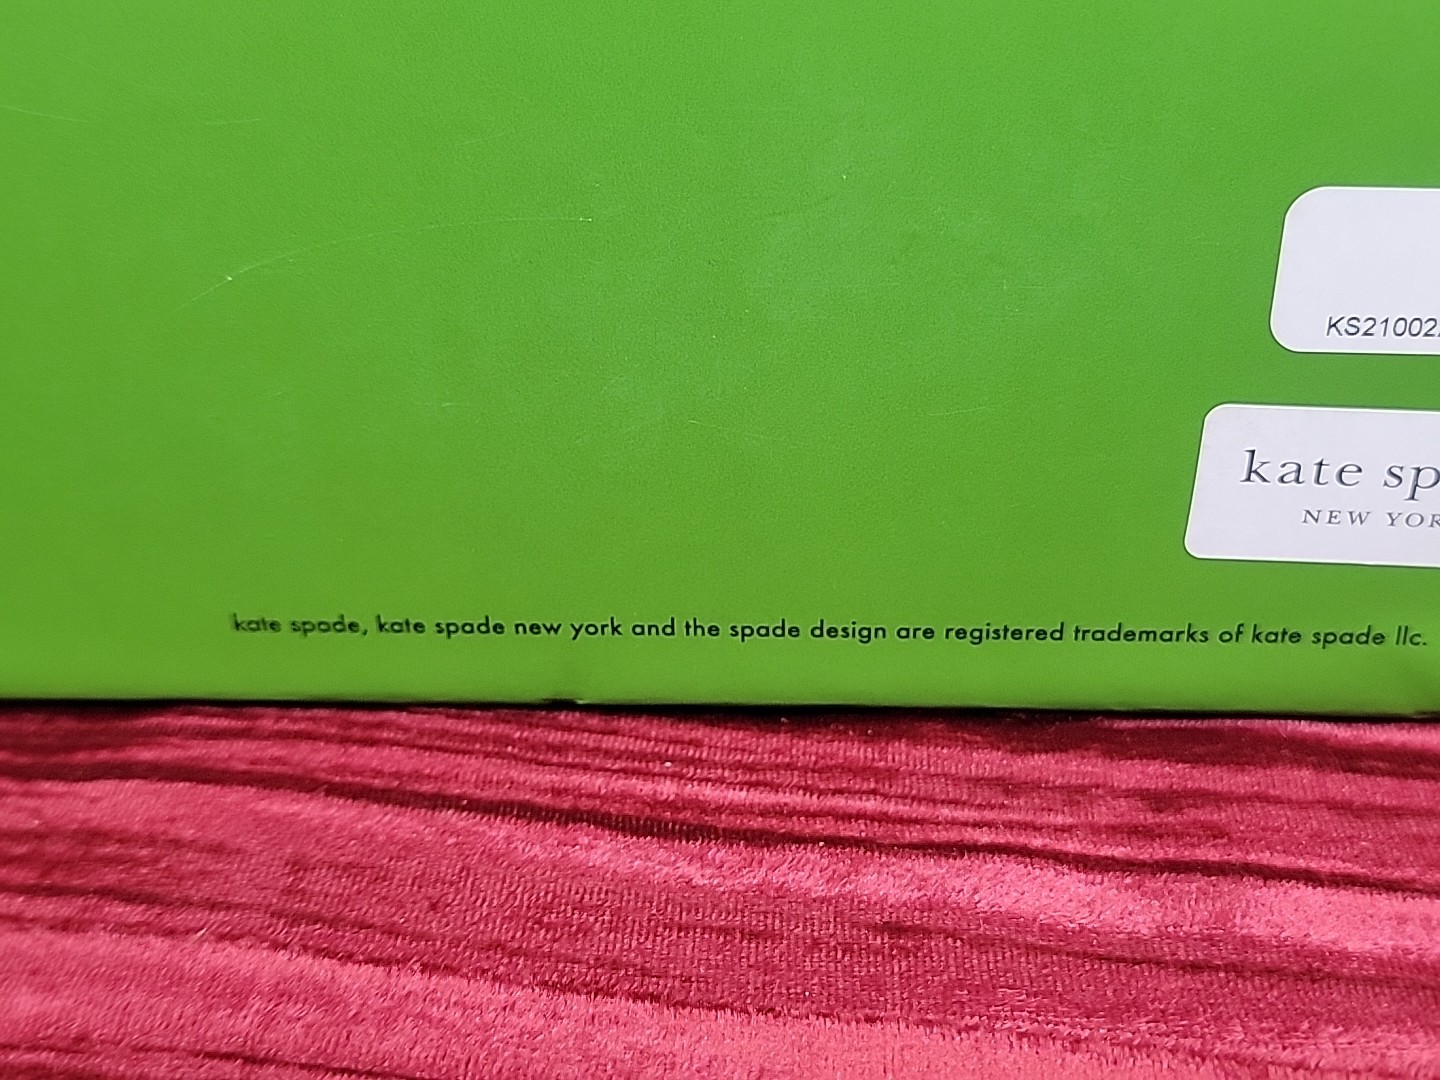 KS21002
kate sp
NEW YOR
kate spade, kate spade new york and the spade design are registered trademarks of kate spade llc.